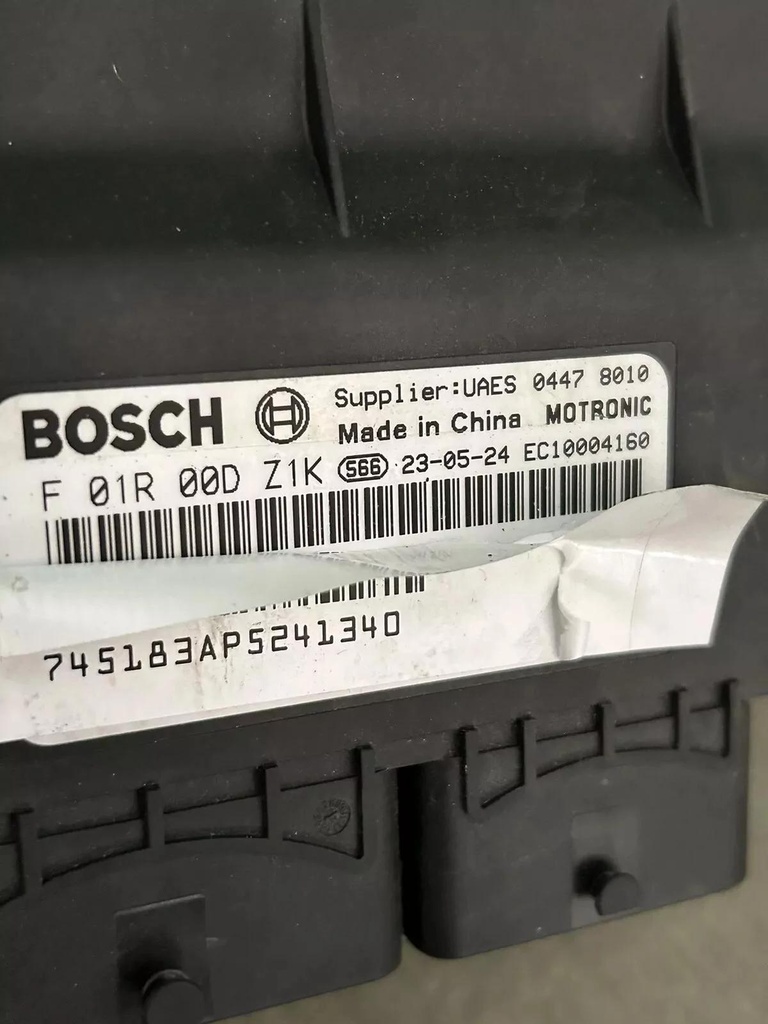 BOSCH
Supplier:UAES 0447 8010
Made in China MOTRONIC
F 01R 00D Z1K 566 23-05-24 EC10004160
745183AP5241340